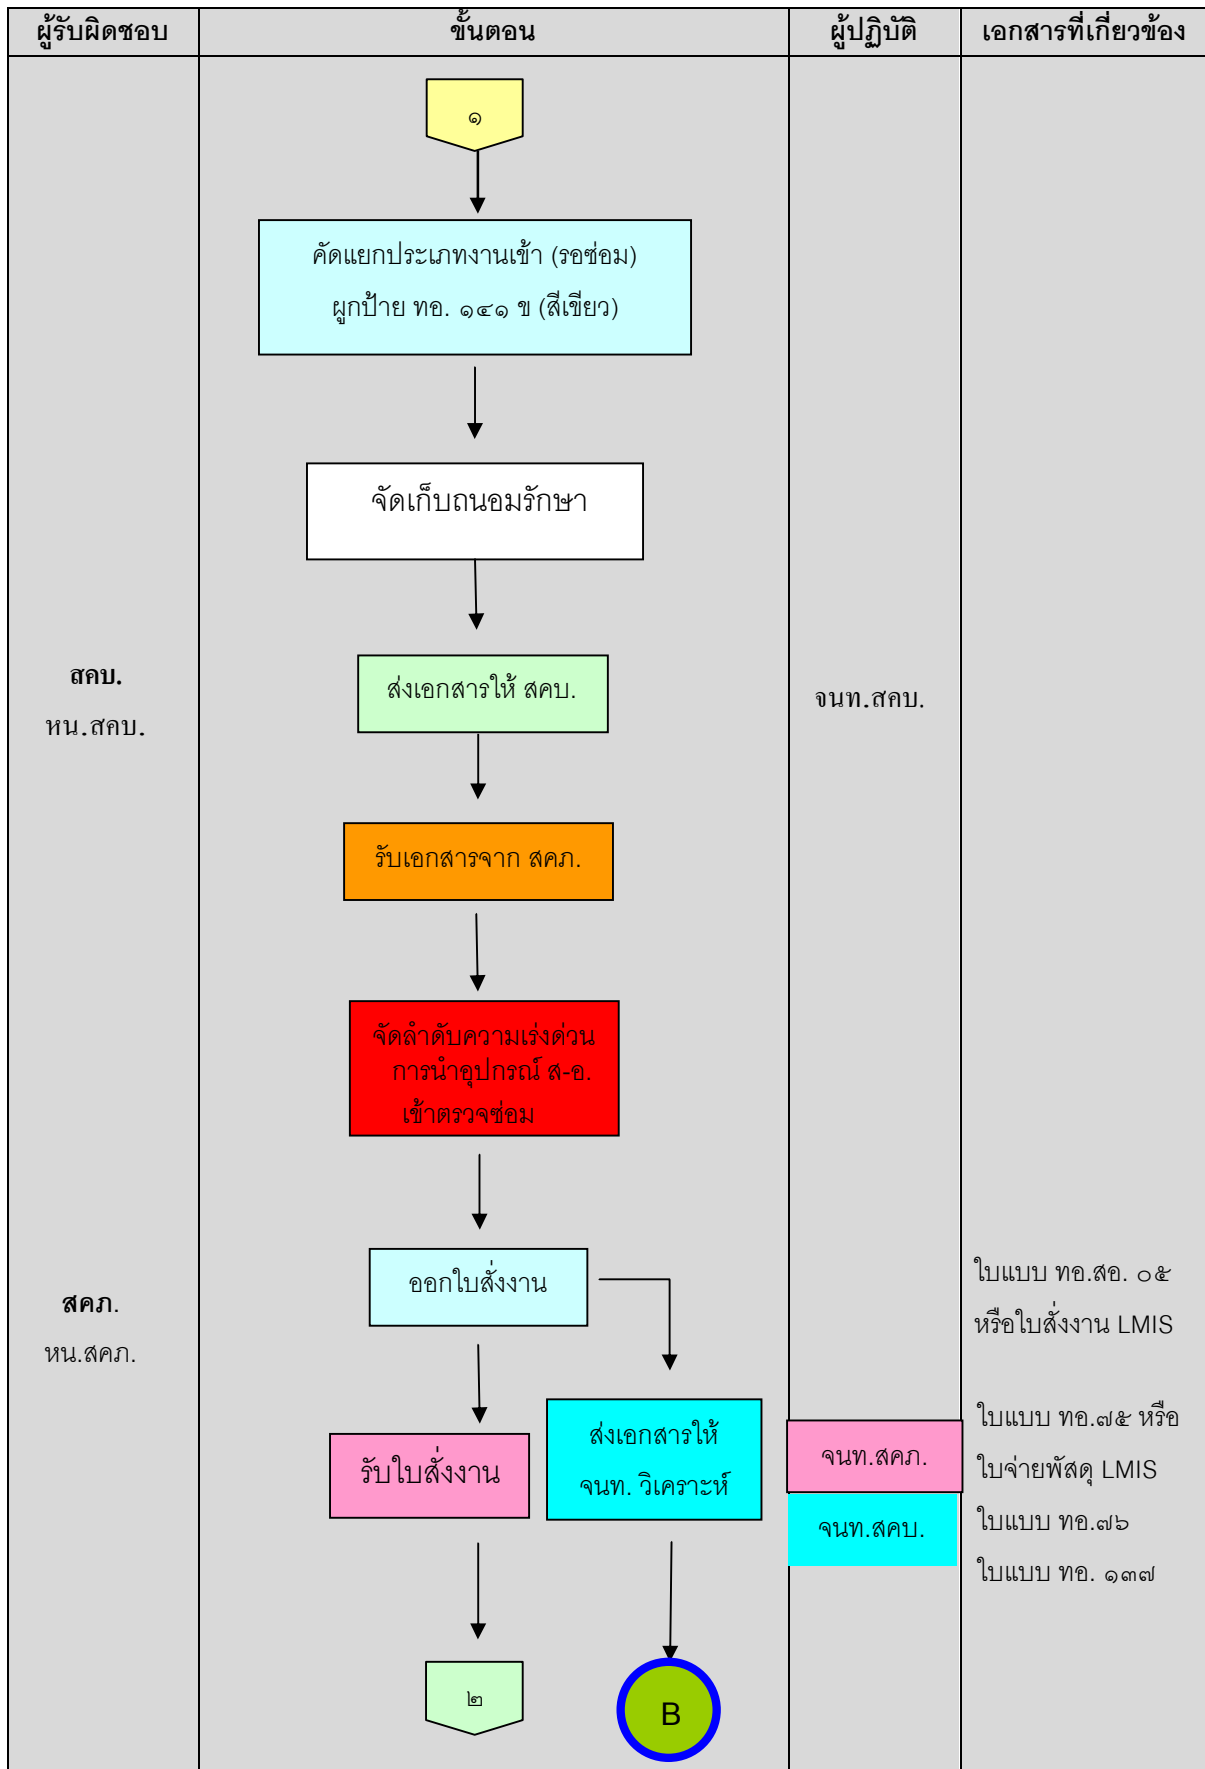 ผู้รับผิดชอบ
ขั้นตอน
ผู้ปฏิบัติ
เอกสารที่เกี่ยวข้อง
๑
คัดแยกประเภทงานเข้า (รอซ่อม)
ผูกป้าย ทอ. ๑๔๑ ข (สีเขียว)
จัดเก็บถนอมรักษา
สคบ.
หน.สคบ.
ส่งเอกสารให้ สคบ.
จนท.สคบ.
รับเอกสารจาก สคภ.
จัดลำดับความเร่งด่วน
การนำอุปกรณ์ ส-อ.
เข้าตรวจซ่อม
สคภ.
หน.สคภ.
ออกใบสั่งงาน
ใบแบบ ทอ.สอ. ๐๕
หรือใบสั่งงาน LMIS
รับใบสั่งงาน
ส่งเอกสารให้
จนท. วิเคราะห์
จนท.สคภ.
จนท.สคบ.
ใบแบบ ทอ.๗๕ หรือ
ใบจ่ายพัสดุ LMIS
ใบแบบ ทอ.๗๖
ใบแบบ ทอ. ๑๓๗
๒
B